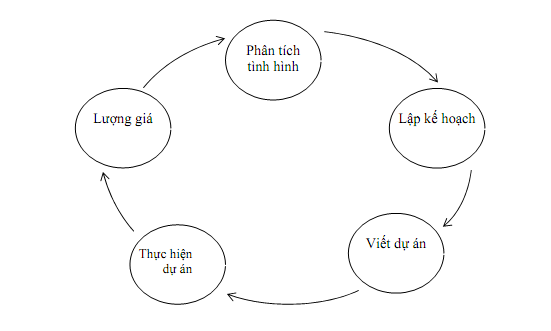 Phân tích
tình hình
Lập kế hoạch
Viết dự án
Thực hiện
dự án
Lượng giá